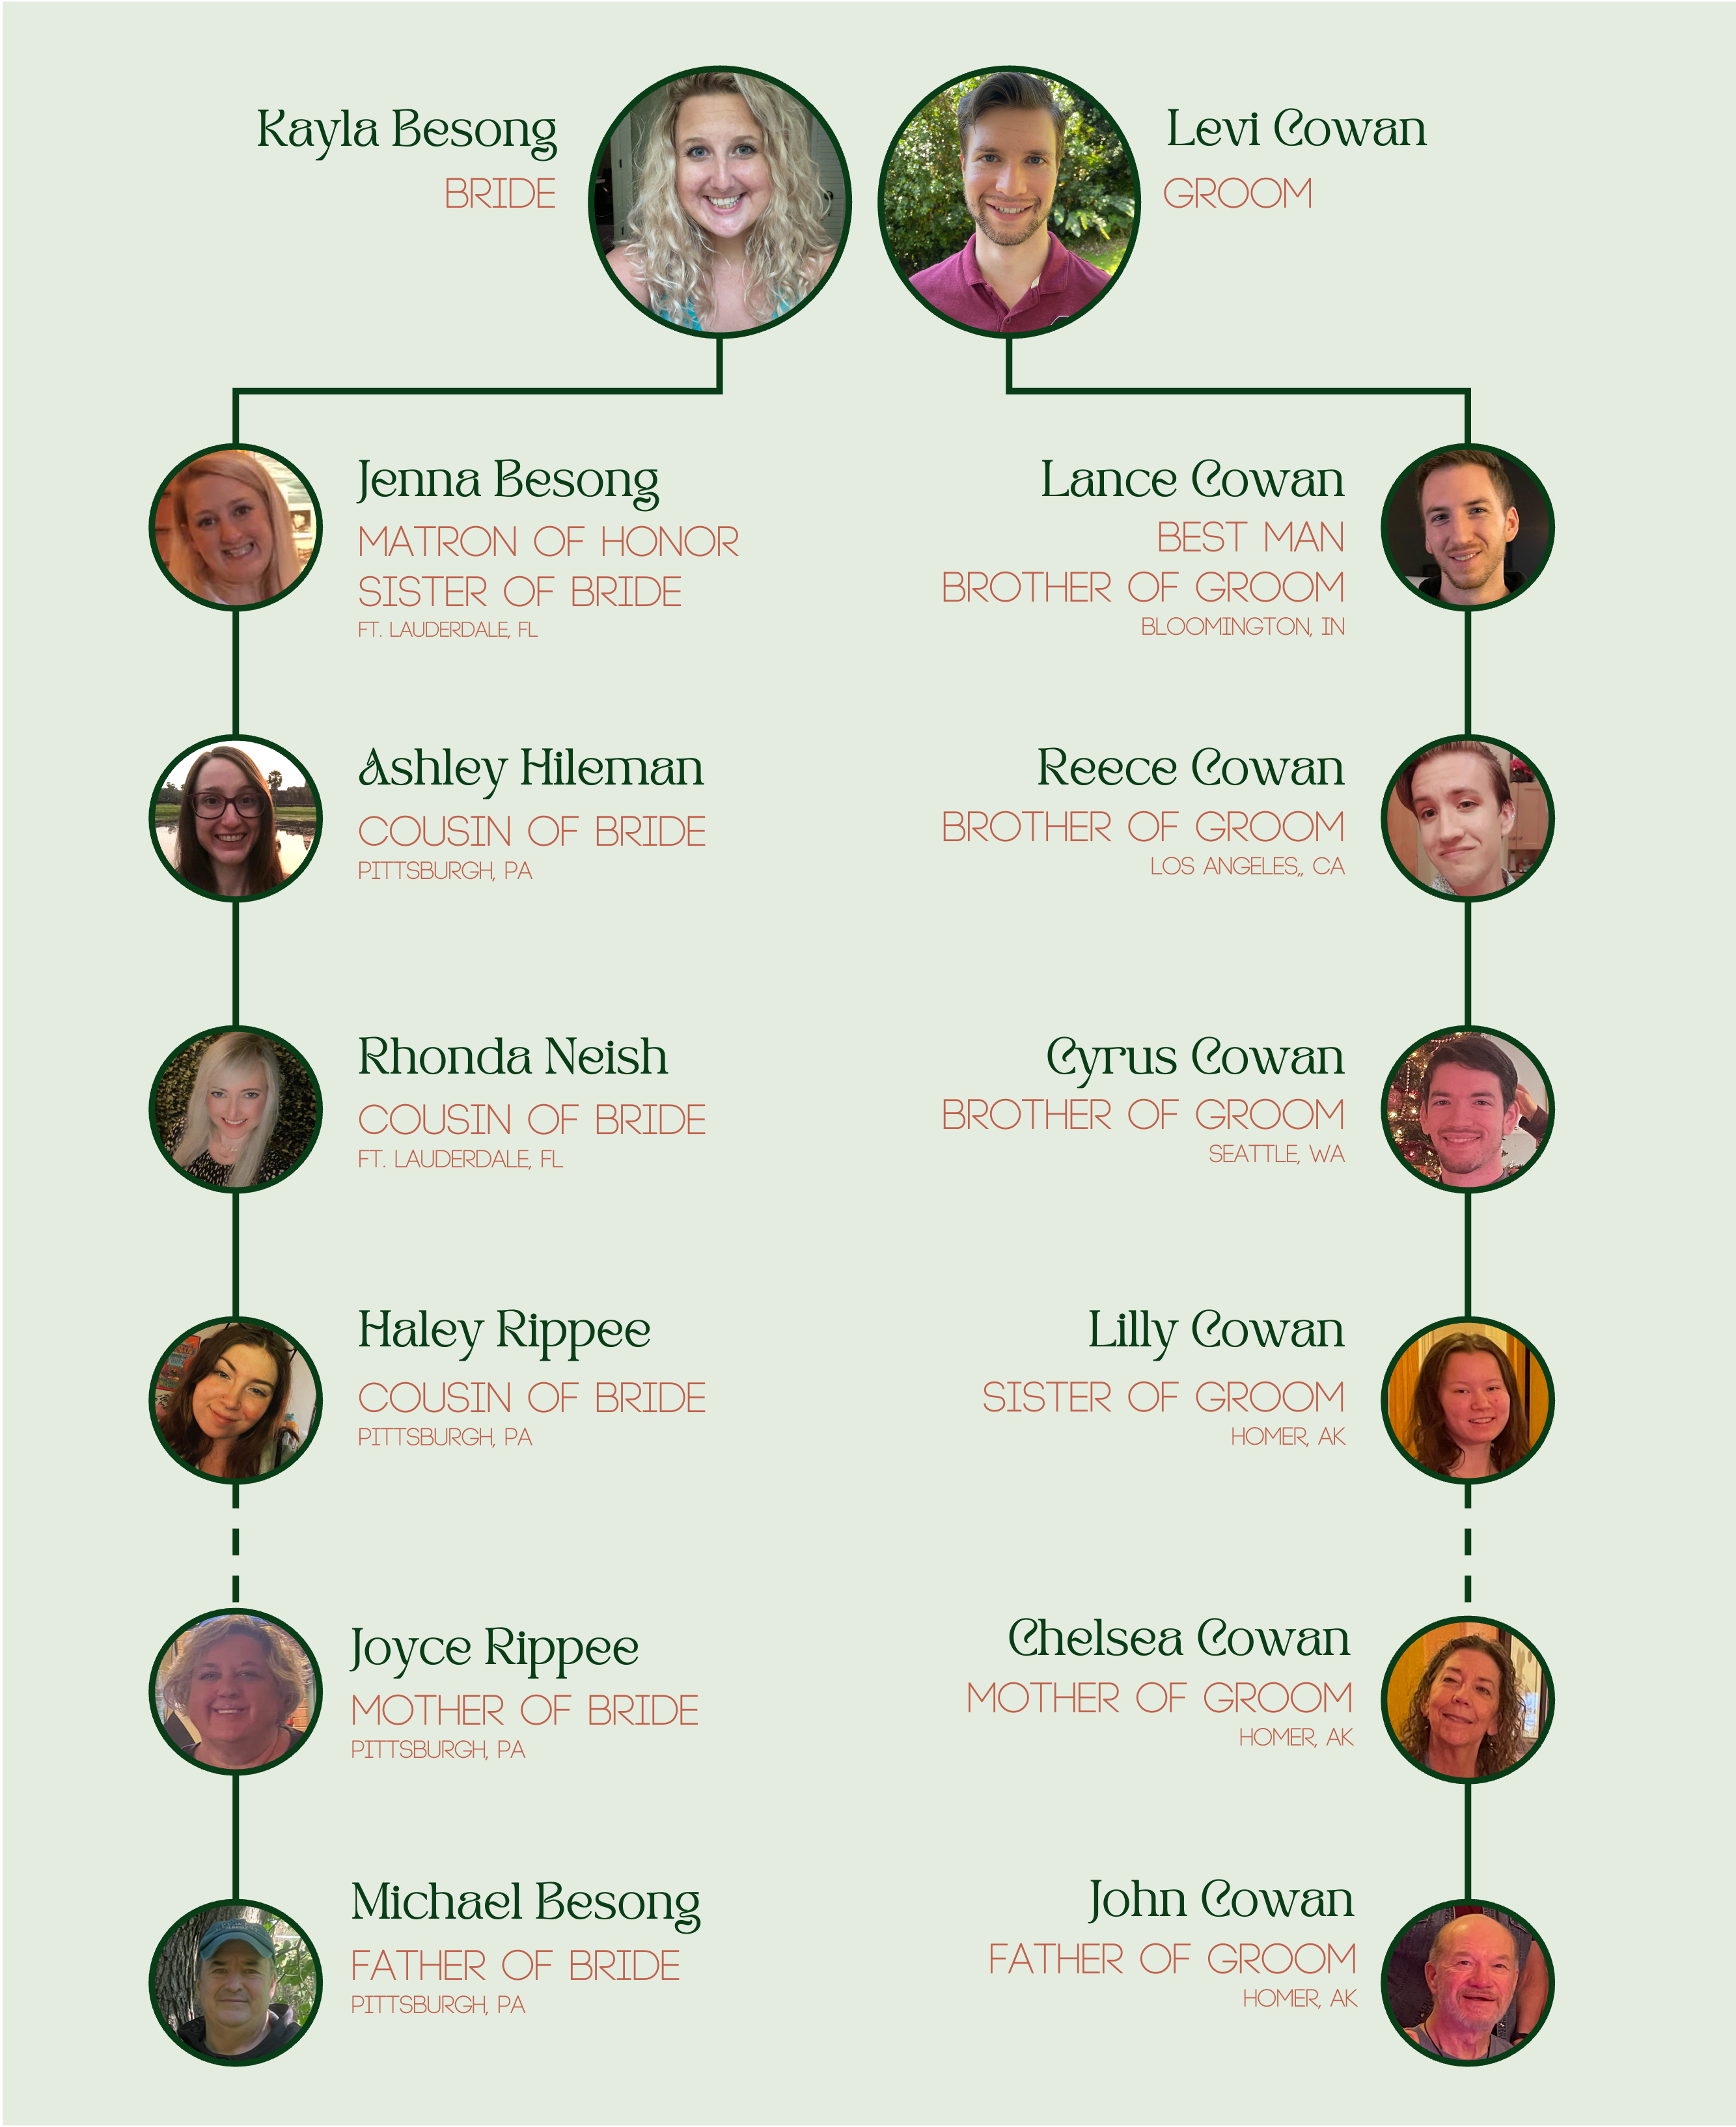 Kayla Besong
BRIDE
Levi Cowan
GROOM
Jenna Besong
MATRON OF HONOR
SISTER OF BRIDE
FT. LAUDERDALE, FL
Lance Cowan
BEST MAN
BROTHER OF GROOM
BLOOMINGTON, IN
Ashley Hileman
COUSIN OF BRIDE
PITTSBURGH, PA
Reece Cowan
BROTHER OF GROOM
LOS ANGELES,, CA
Rhonda Neish
COUSIN OF BRIDE
FT. LAUDERDALE, FL
Cyrus Cowan
BROTHER OF GROOM
SEATTLE, WA
Haley Rippee
COUSIN OF BRIDE
PITTSBURGH, PA
Lilly Cowan
SISTER OF GROOM
HOMER, AK
Joyce Rippee
MOTHER OF BRIDE
PITTSBURGH, PA
Chelsea Cowan
MOTHER OF GROOM
HOMER, AK
Michael Besong
FATHER OF BRIDE
PITTSBURGH, PA
John Cowan
FATHER OF GROOM
HOMER, AK